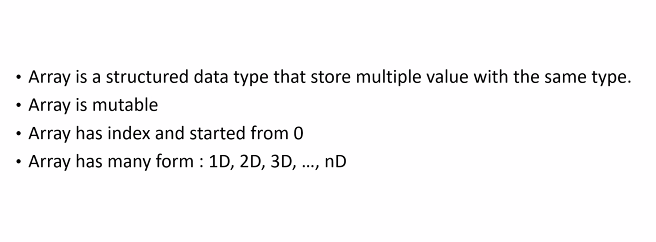 • Array is a structured data type that store multiple value with the same type.
• Array is mutable
• Array has index and started from 0
• Array has many form : 1D, 2D, 3D, ..., nD